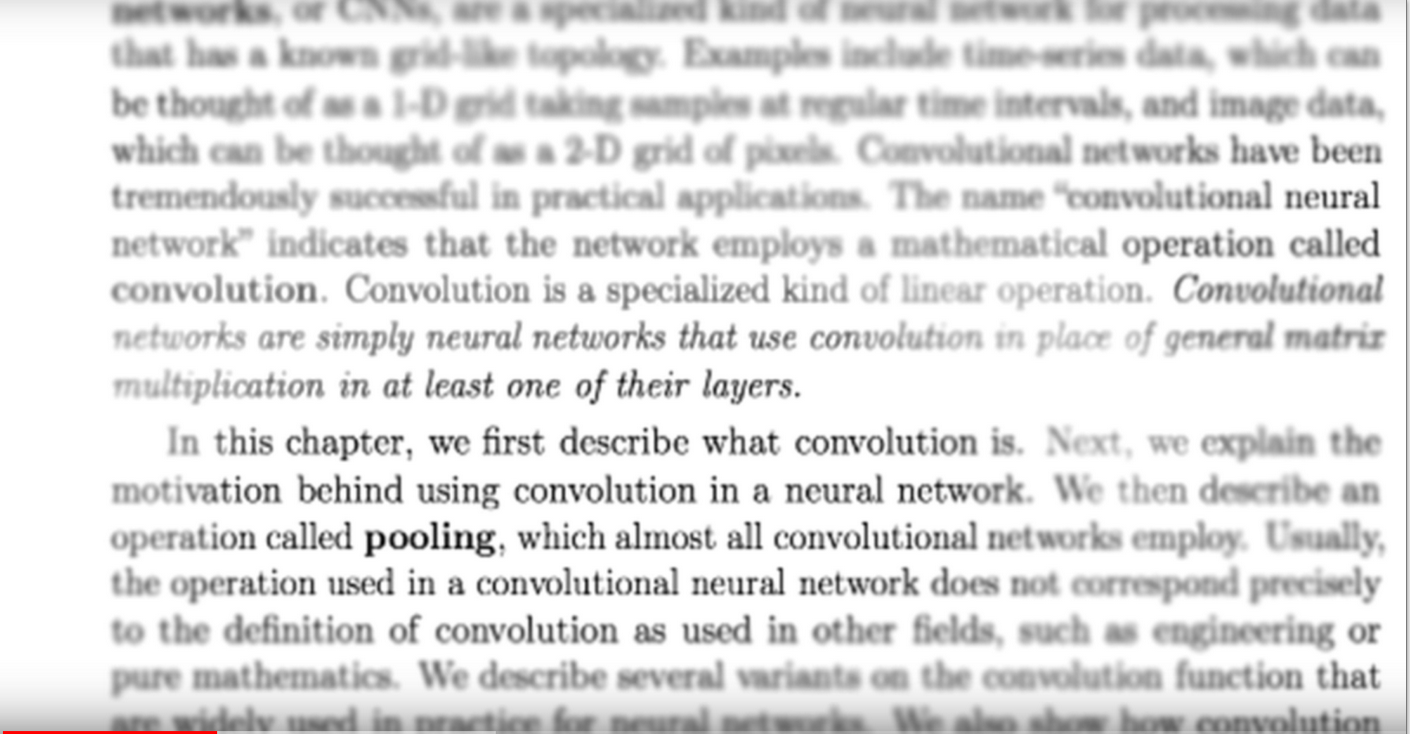 networks, or CNNs, are a specialized kind of neural network for processing data
that has a known grid-like topology. Examples include time-series data, which can
be thought of as a 1-D grid taking samples at regular time intervals, and image data,
which can be thought of as a 2-D grid of pixels. Convolutional networks have been
tremendously successful in practical applications. The name “convolutional neural
network” indicates that the network employs a mathematical operation called
convolution. Convolution is a specialized kind of linear operation. Convolutional
networks are simply neural networks that use convolution in place of general matrix
multiplication in at least one of their layers.
In this chapter, we first describe what convolution is. Next, we explain the
motivation behind using convolution in a neural network. We then describe an
operation called pooling, which almost all convolutional networks employ. Usually,
the operation used in a convolutional neural network does not correspond precisely
to the definition of convolution as used in other fields, such as engineering or
pure mathematics. We describe several variants on the convolution function that
are widely used in practice for neural networks. We also show how convolution